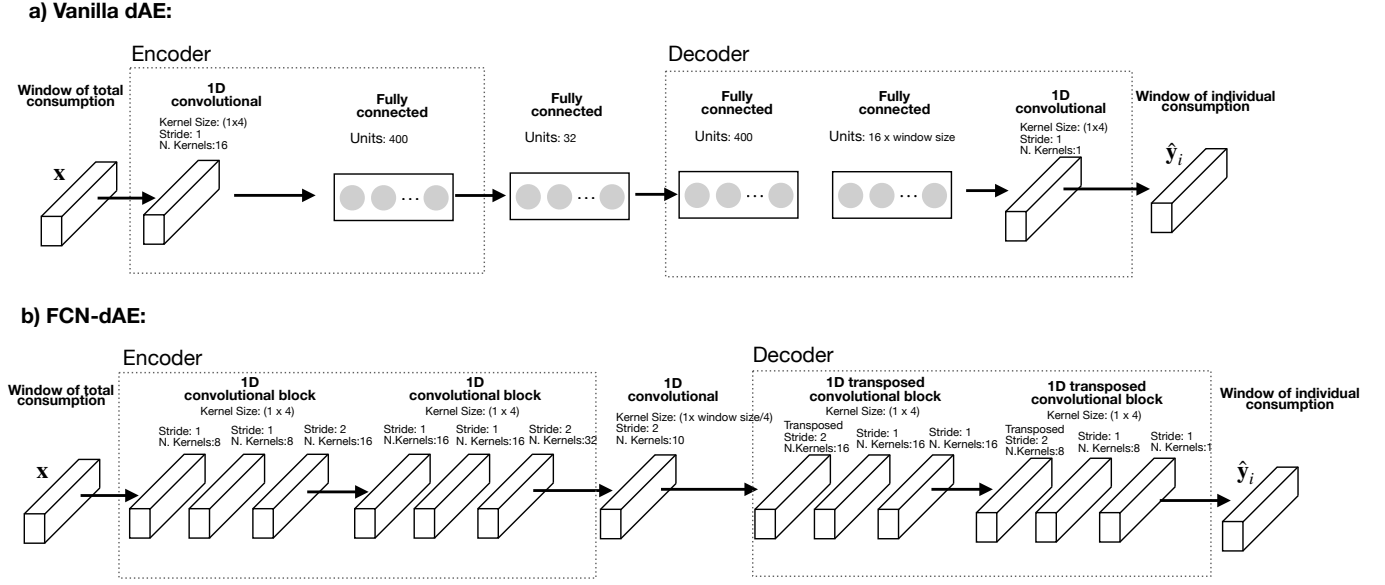 a) Vanilla dAE:
Encoder
Decoder
Window of total
consumption
1D
convolutional
Kernel Size: (1x4)
Stride: 1
N. Kernels:16
Fully
connected
Units: 400
Fully
connected
Units: 32
Fully
connected
Units: 400
Fully
connected
Units: 16 x window size
1D
convolutional
Kernel Size: (1x4)
Stride: 1
N. Kernels:1
Window of individual
consumption
x
...
...
...
...
ŷᵢ
b) FCN-dAE:
Encoder
Decoder
Window of total
consumption
1D
convolutional block
Kernel Size: (1 x 4)
Stride: 1
N. Kernels:8
Stride: 1
N. Kernels:8
Stride: 2
N. Kernels:16
1D
convolutional block
Kernel Size: (1 x 4)
Stride: 1
N.Kernels:16
Stride: 1
N. Kernels:16
Stride: 2
N. Kernels:32
1D
convolutional
Kernel Size: (1x window size/4)
Stride: 2
N. Kernels:10
1D transposed
convolutional block
Kernel Size: (1 x 4)
Transposed
Stride: 2
N.Kernels:16
Stride: 1
N. Kernels:16
Stride: 1
N. Kernels:16
1D transposed
convolutional block
Kernel Size: (1 x 4)
Transposed
Stride: 2
N.Kernels:8
Stride: 1
N. Kernels:8
Stride: 1
N. Kernels:1
Window of individual
consumption
x
ŷᵢ